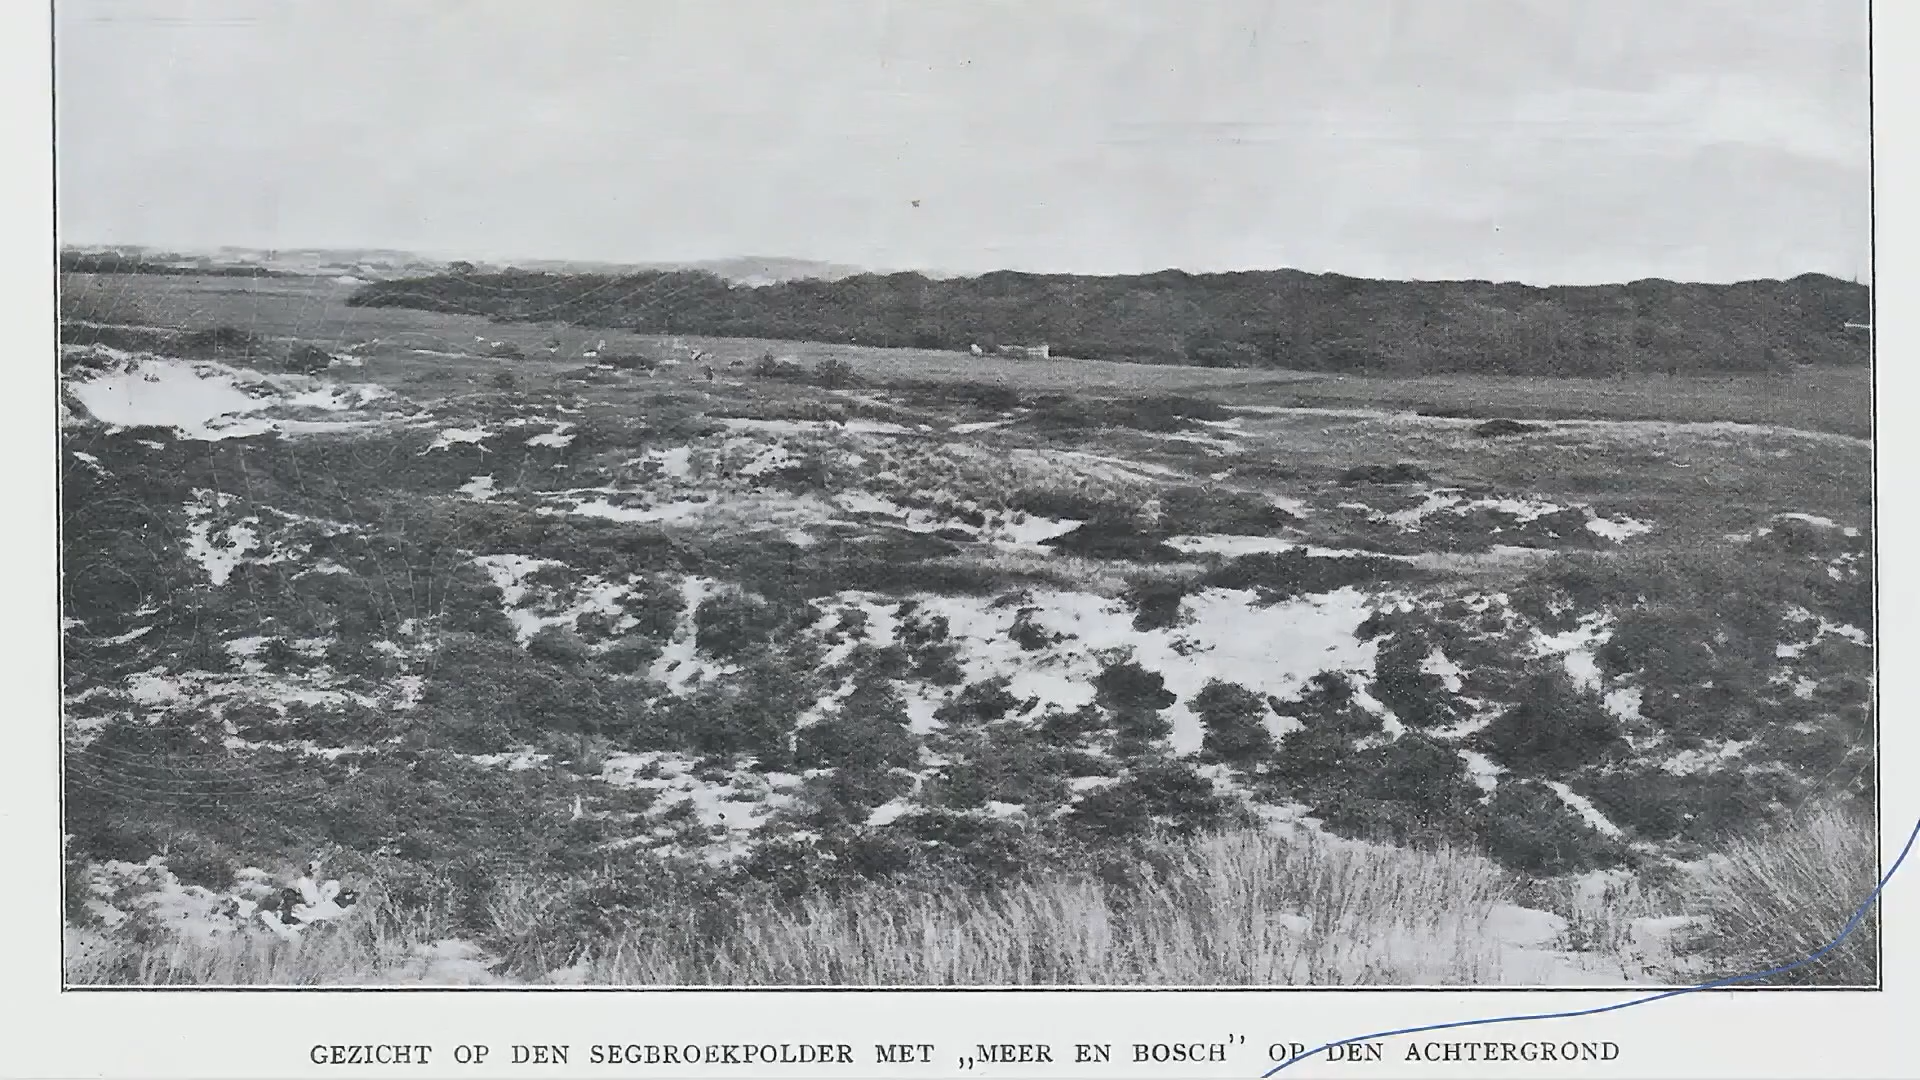 GEZICHT OP DEN SEGBROEKPOLDER MET „MEER EN BOSCH” OP DEN ACHTERGROND